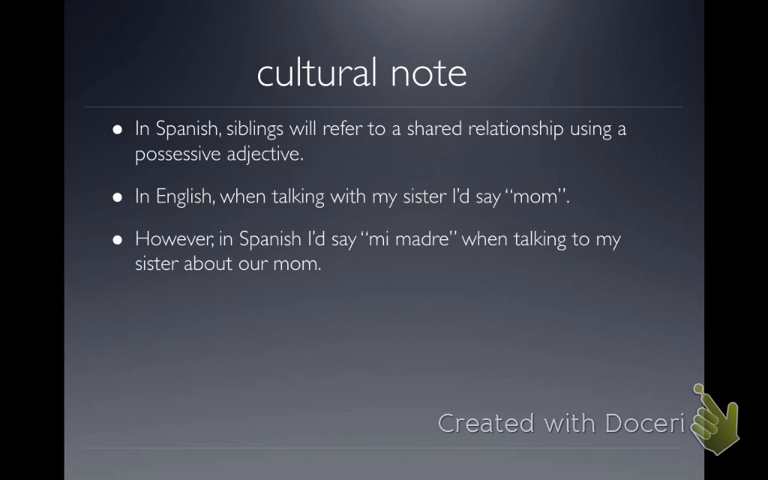 cultural note
● In Spanish, siblings will refer to a shared relationship using a
possessive adjective.
● In English, when talking with my sister I'd say “mom”.
● However, in Spanish I'd say “mi madre” when talking to my
sister about our mom.
Created with Doceri